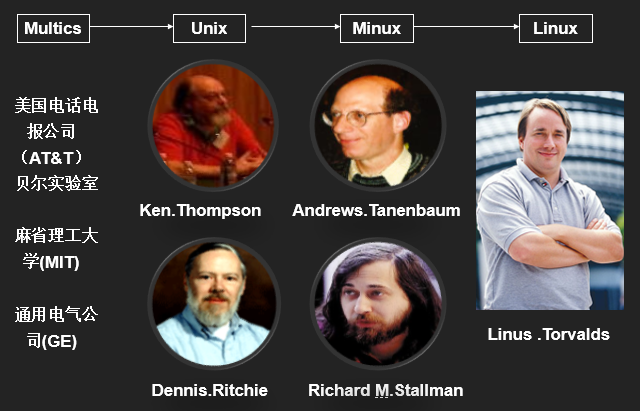 Multics
Unix
Minux
Linux
美国电话电
报公司
（AT&T）
贝尔实验室
麻省理工大
学(MIT)
通用电气公
司(GE)
Ken.Thompson
Andrews.Tanenbaum
Dennis.Ritchie
Richard M.Stallman
Linus .Torvalds